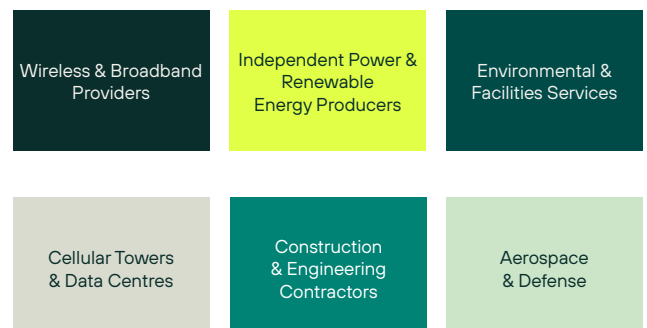 Wireless & Broadband
Providers
Independent Power &
Renewable
Energy Producers
Environmental &
Facilities Services
Cellular Towers
& Data Centres
Construction
& Engineering
Contractors
Aerospace
& Defense